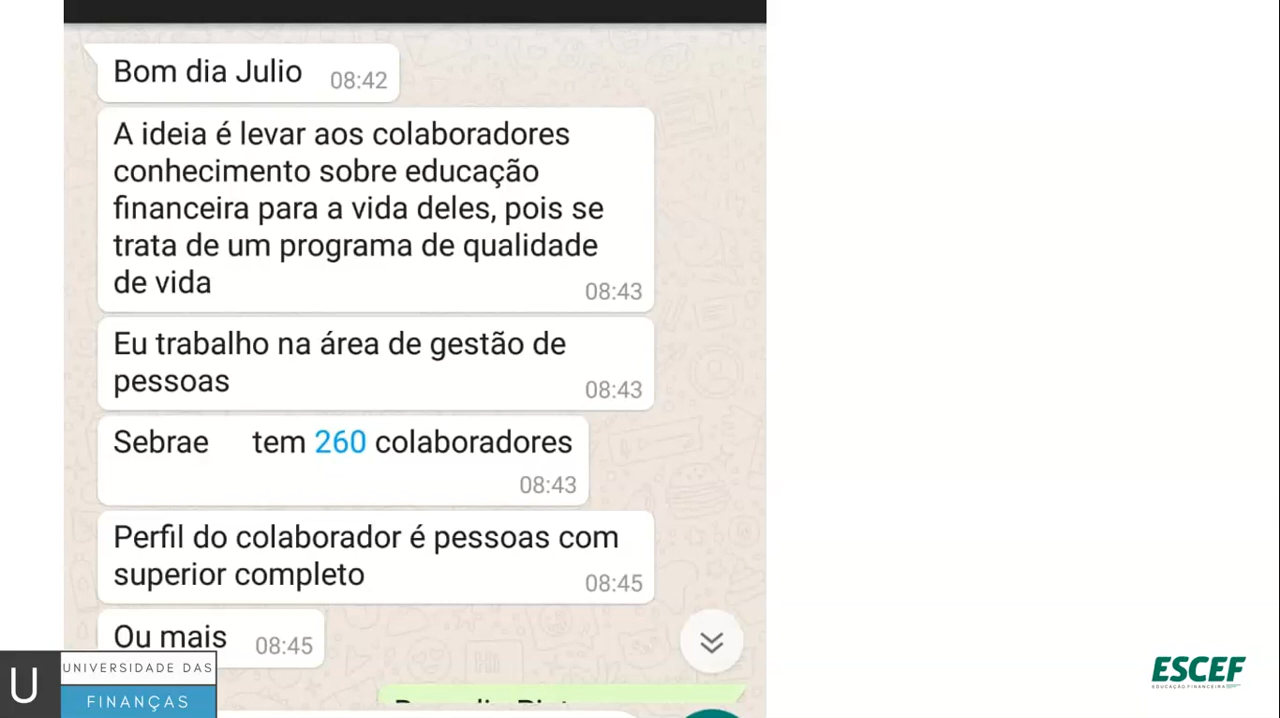 Bom dia Julio 08:42
A ideia é levar aos colaboradores
conhecimento sobre educação
financeira para a vida deles, pois se
trata de um programa de qualidade
de vida 08:43
Eu trabalho na área de gestão de
pessoas 08:43
Sebrae tem 260 colaboradores
08:43
Perfil do colaborador é pessoas com
superior completo 08:45
Ou mais 08:45
U
UNIVERSIDADE DAS
FINANÇAS
ESCEF
EDUCAÇÃO FINANCEIRA